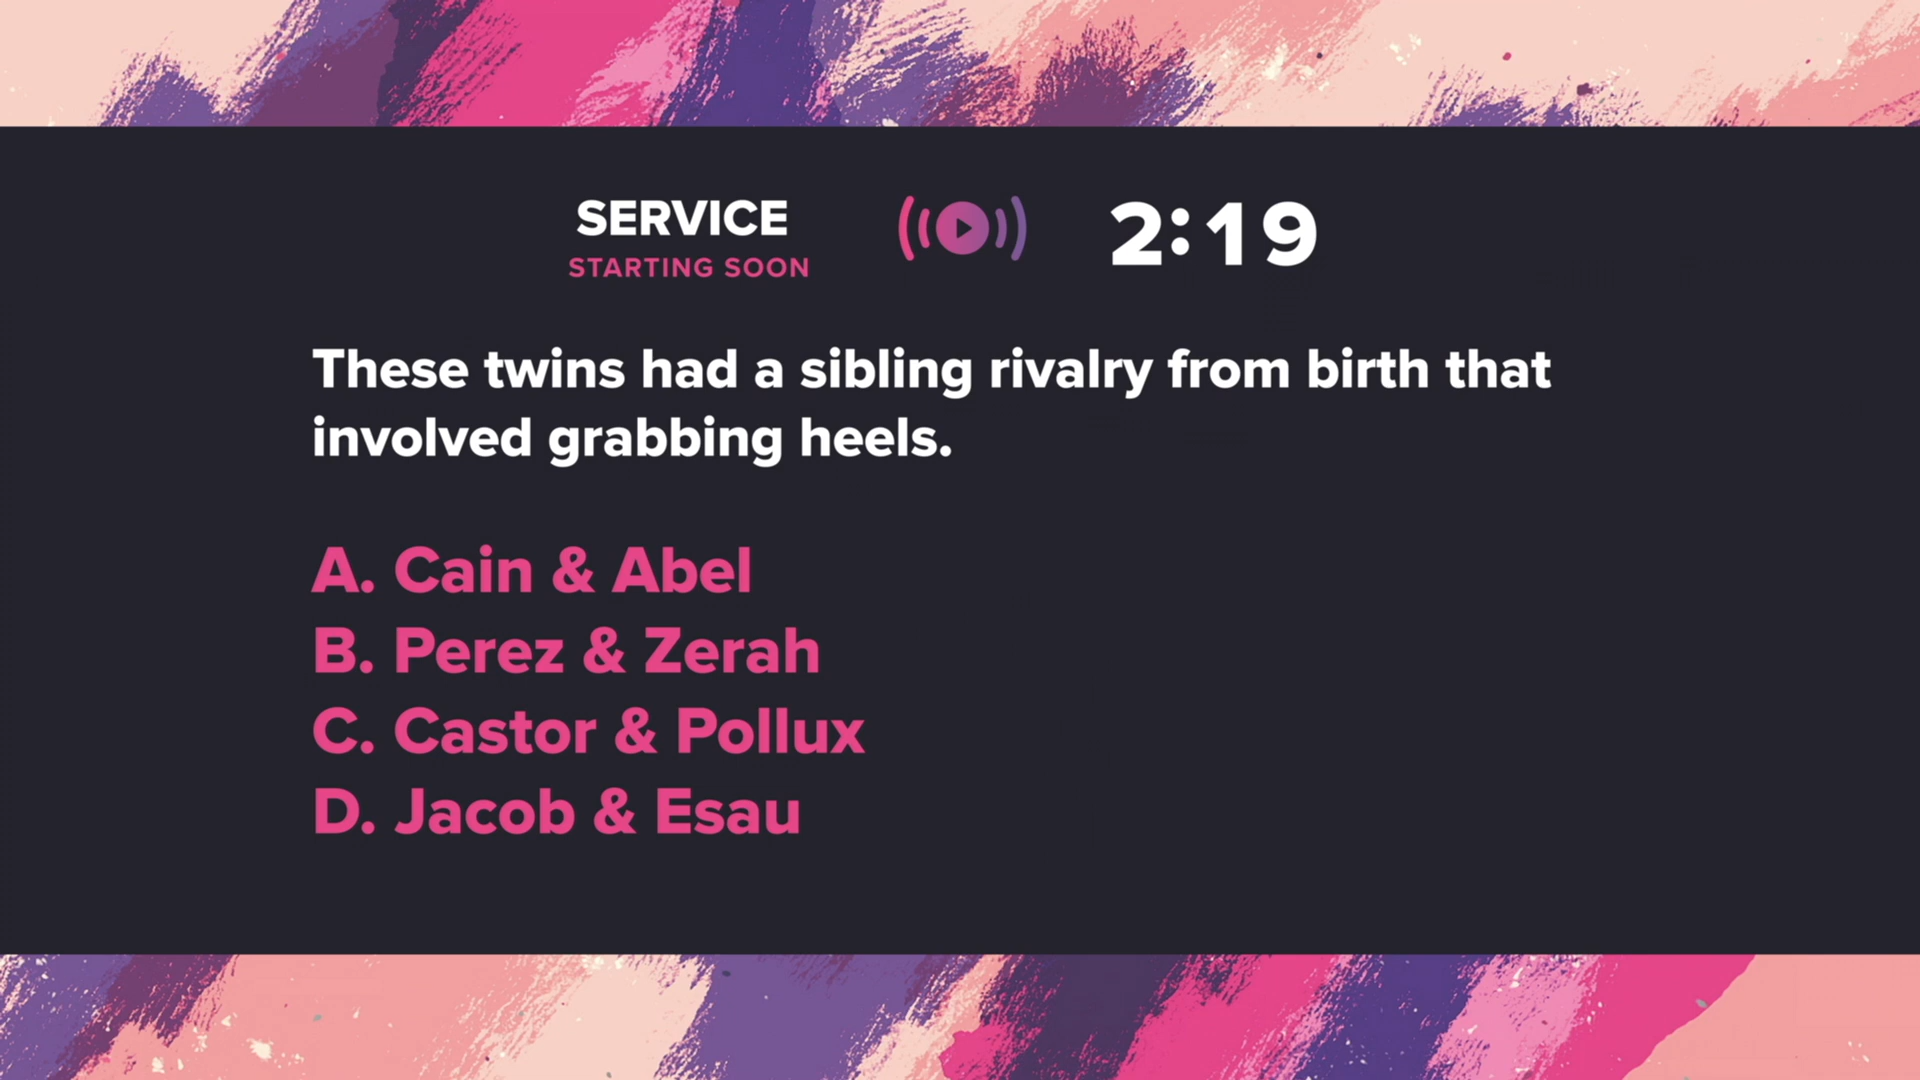 SERVICE
STARTING SOON
2:19
These twins had a sibling rivalry from birth that
involved grabbing heels.
A. Cain & Abel
B. Perez & Zerah
C. Castor & Pollux
D. Jacob & Esau